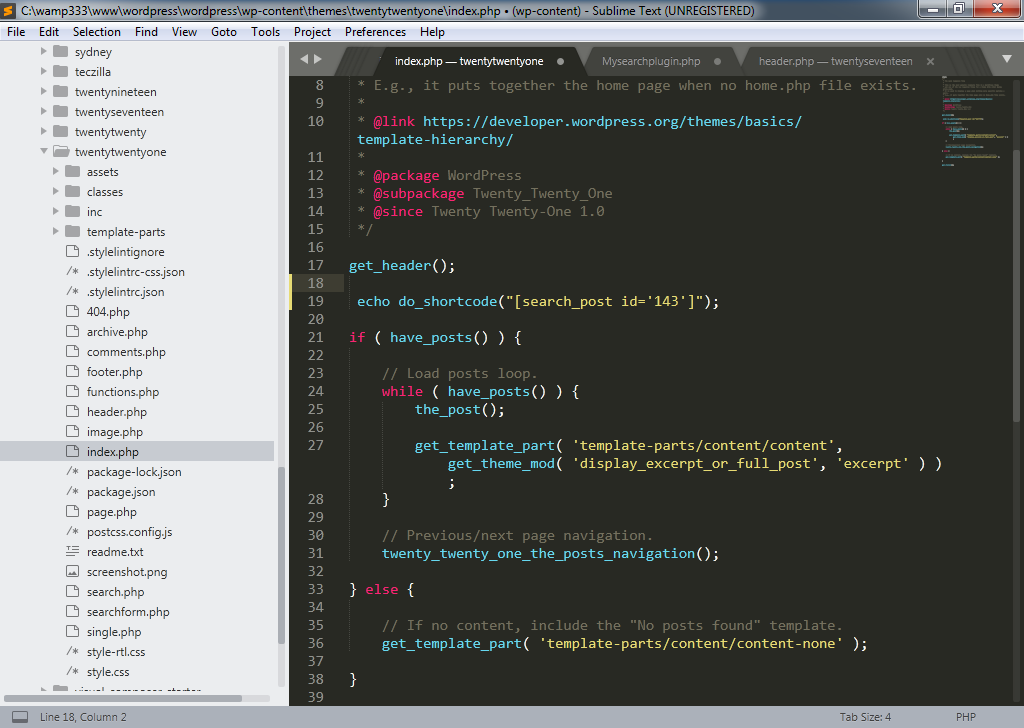 C:\wamp333\www\wordpress\wordpress\wp-content\themes\twentytwentyone\index.php • (wp-content) - Sublime Text (UNREGISTERED)
File Edit Selection Find View Goto Tools Project Preferences Help
sydney
teczilla
twentynineteen
twentyseventeen
twentytwenty
twentytwentyone
assets
classes
inc
template-parts
.stylelintignore
/* .stylelintrc-css.json
/* .stylelintrc.json
404.php
archive.php
comments.php
footer.php
functions.php
header.php
image.php
index.php
/* package-lock.json
/* package.json
page.php
/* postcss.config.js
readme.txt
screenshot.png
search.php
searchform.php
single.php
/* style-rtl.css
/* style.css
index.php — twentytwentyone
Mysearchplugin.php
header.php — twentyseventeen
8 * E.g., it puts together the home page when no home.php file exists.
9 *
10 * @link https://developer.wordpress.org/themes/basics/
template-hierarchy/
11 *
12 * @package WordPress
13 * @subpackage Twenty_Twenty_One
14 * @since Twenty Twenty-One 1.0
15 */
16
17 get_header();
18
19 echo do_shortcode("[search_post id='143']");
20
21 if ( have_posts() ) {
22
23 // Load posts loop.
24 while ( have_posts() ) {
25 the_post();
26
27 get_template_part( 'template-parts/content/content',
get_theme_mod( 'display_excerpt_or_full_post', 'excerpt' ) )
;
28 }
29
30 // Previous/next page navigation.
31 twenty_twenty_one_the_posts_navigation();
32
33 } else {
34
35 // If no content, include the "No posts found" template.
36 get_template_part( 'template-parts/content/content-none' );
37
38 }
39
Line 18, Column 2
Tab Size: 4
PHP